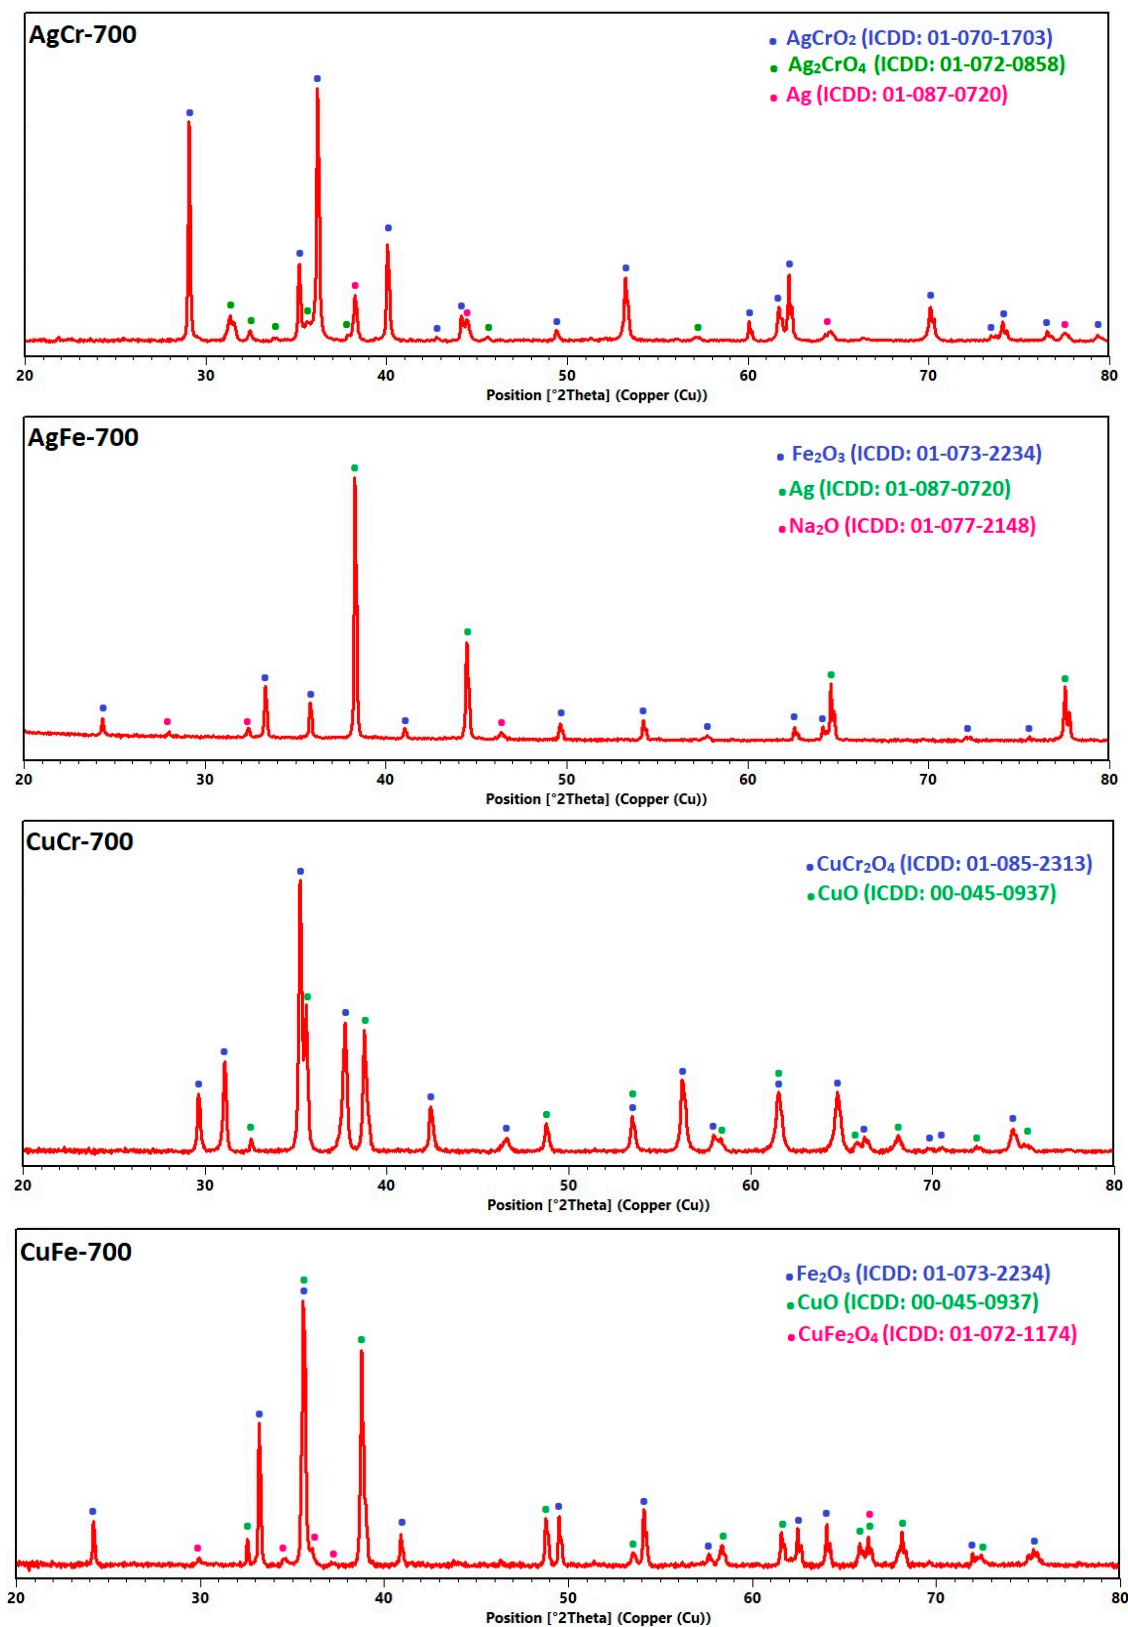 AgCr-700
AgCrO₂ (ICDD: 01-070-1703)
Ag₂CrO₄ (ICDD: 01-072-0858)
Ag (ICDD: 01-087-0720)
20 30 40 50 60 70 80
Position [°2Theta] (Copper (Cu))
AgFe-700
Fe₂O₃ (ICDD: 01-073-2234)
Ag (ICDD: 01-087-0720)
Na₂O (ICDD: 01-077-2148)
20 30 40 50 60 70 80
Position [°2Theta] (Copper (Cu))
CuCr-700
CuCr₂O₄ (ICDD: 01-085-2313)
CuO (ICDD: 00-045-0937)
20 30 40 50 60 70 80
Position [°2Theta] (Copper (Cu))
CuFe-700
Fe₂O₃ (ICDD: 01-073-2234)
CuO (ICDD: 00-045-0937)
CuFe₂O₄ (ICDD: 01-072-1174)
20 30 40 50 60 70 80
Position [°2Theta] (Copper (Cu))